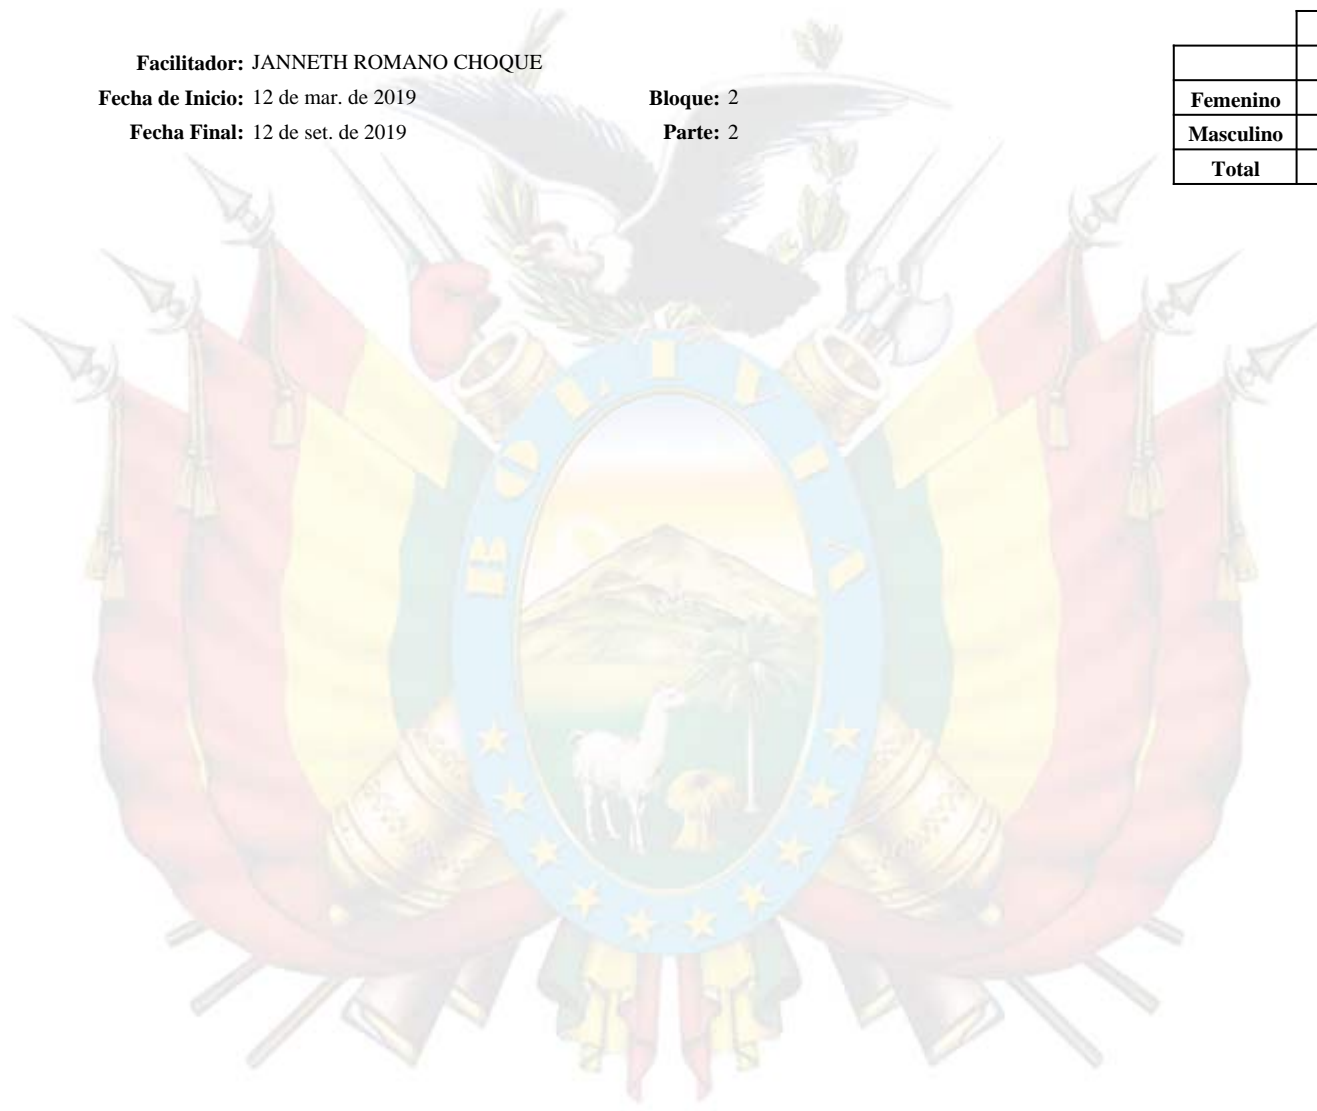 Facilitador: JANNETH ROMANO CHOQUE
Fecha de Inicio: 12 de mar. de 2019 Bloque: 2
Fecha Final: 12 de set. de 2019 Parte: 2
Femenino
Masculino
Total
BOLIVIA